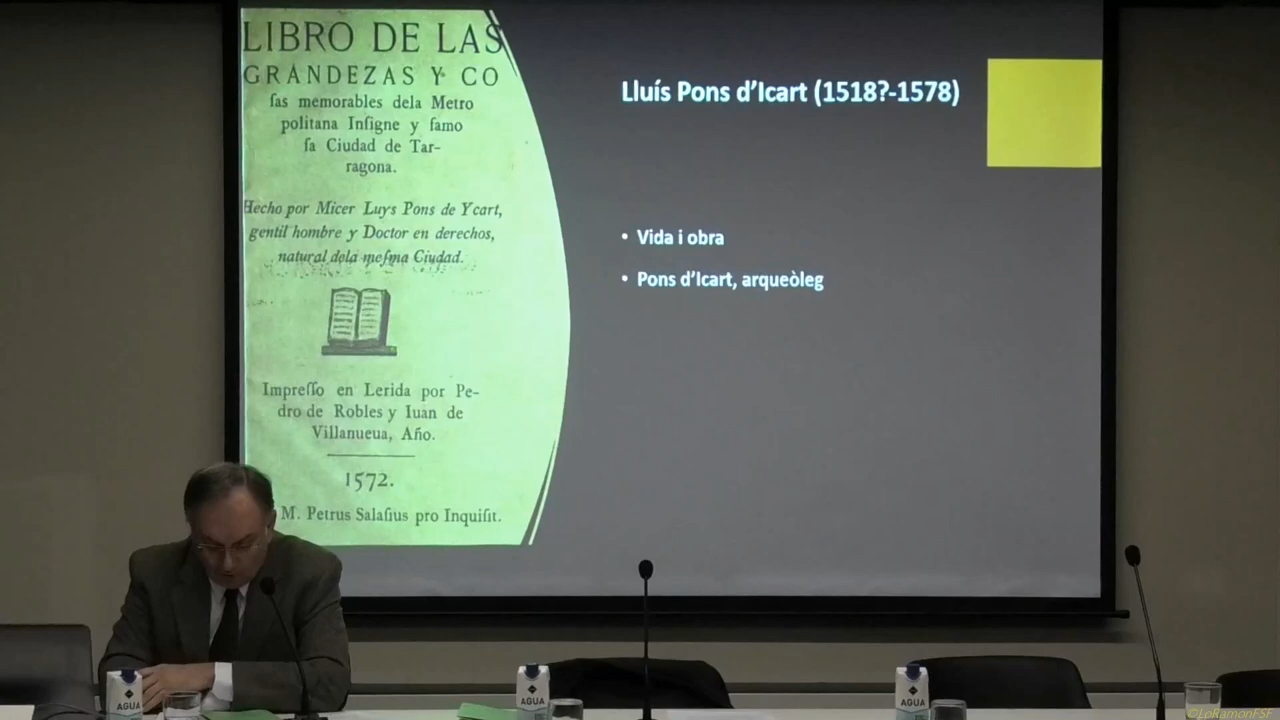 LIBRO DE LAS
GRANDEZAS Y CO
ſas memorables dela Metro
politana Inſigne y famo
ſa Ciudad de Tar-
ragona.
Hecho por Micer Luys Pons de Ycart,
gentil hombre y Doctor en derechos,
natural dela meſma Ciudad.
Impreſſo en Lerida por Pe-
dro de Robles y Iuan de
Villanueua, Año.
1572.
M. Petrus Salaſius pro Inquiſit.
Lluís Pons d’Icart (1518?-1578)
• Vida i obra
• Pons d’Icart, arqueòleg
AGUA
AGUA
AGUA
©LoRamonFSF